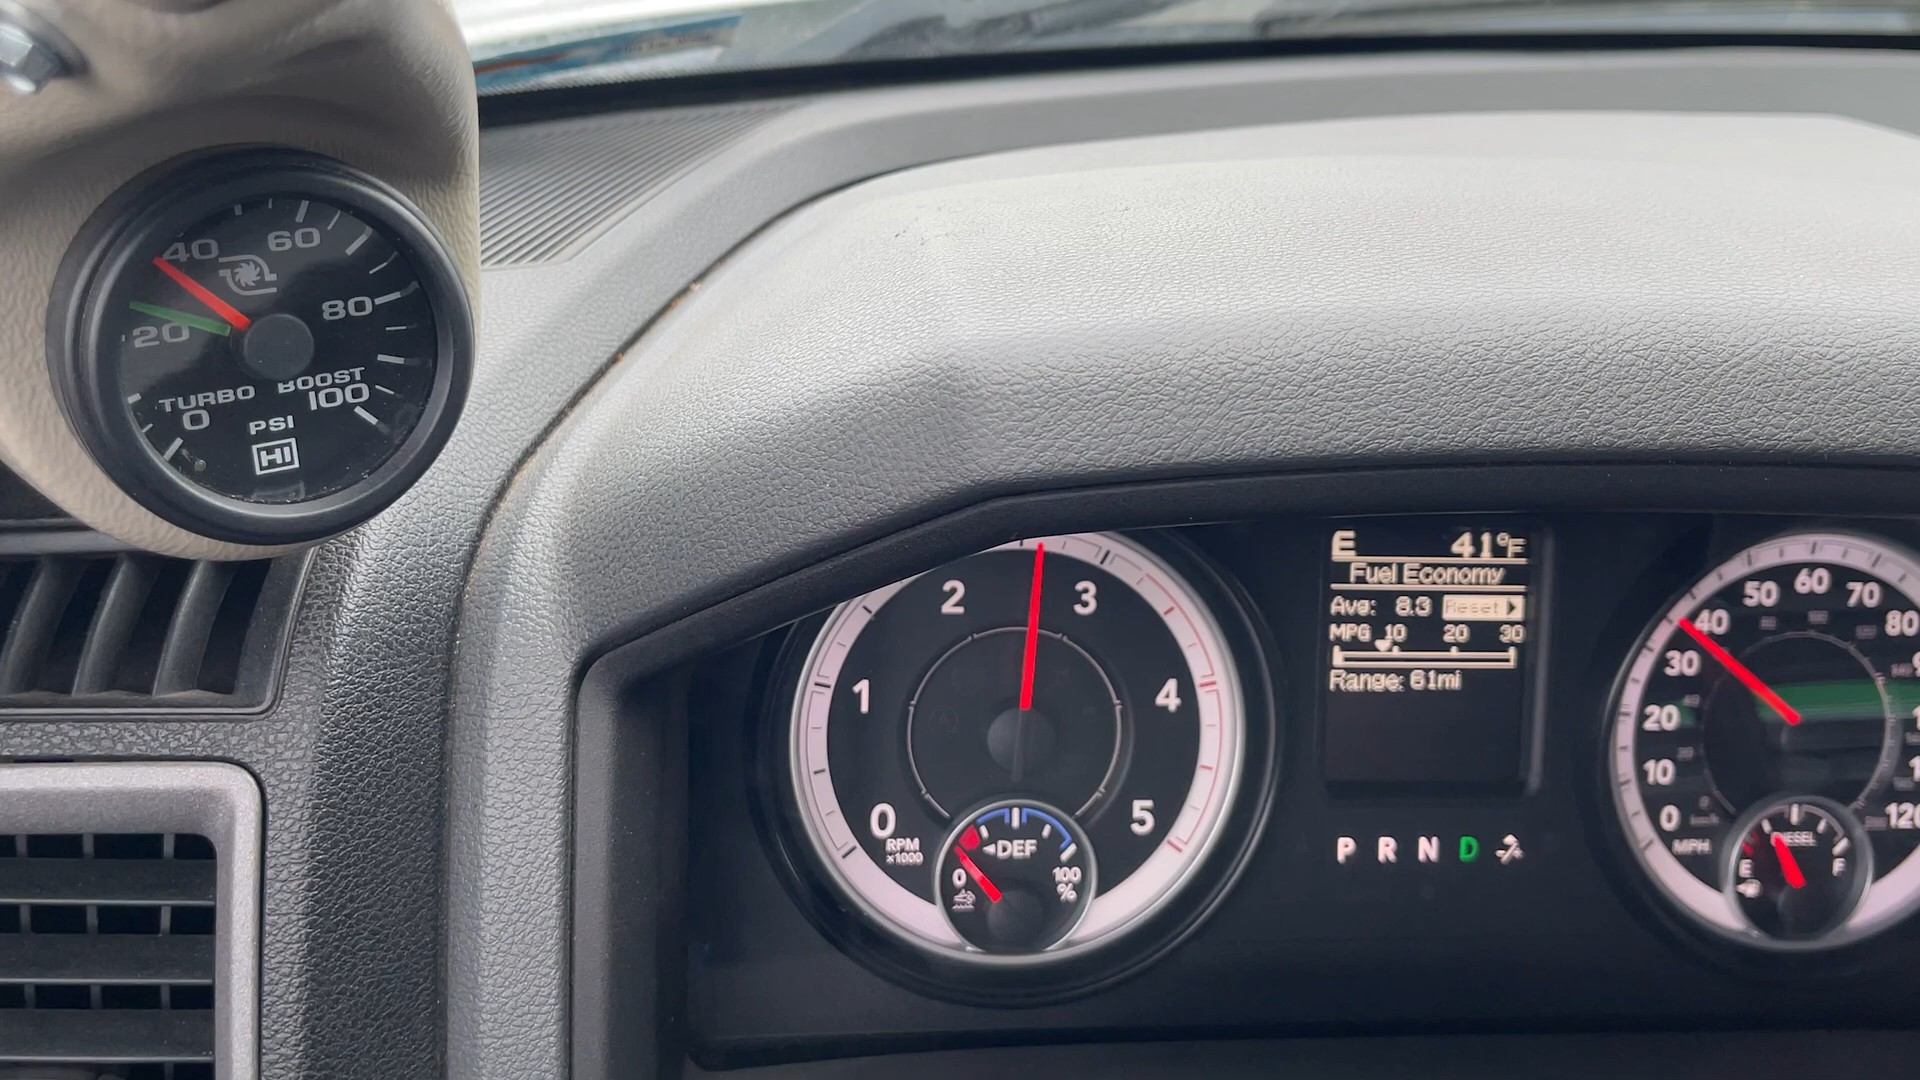 40 60
20 80
TURBO BOOST
0 100
PSI
HI
0 1 2 3 4 5
RPM
x1000
DEF
0 100
%
E 41°F
Fuel Economy
Avg: 8.3 Reset
MPG 10 20 30
Range: 61mi
P R N D
0 10 20 30 40 50 60 70 80
120
MPH
DIESEL
E F